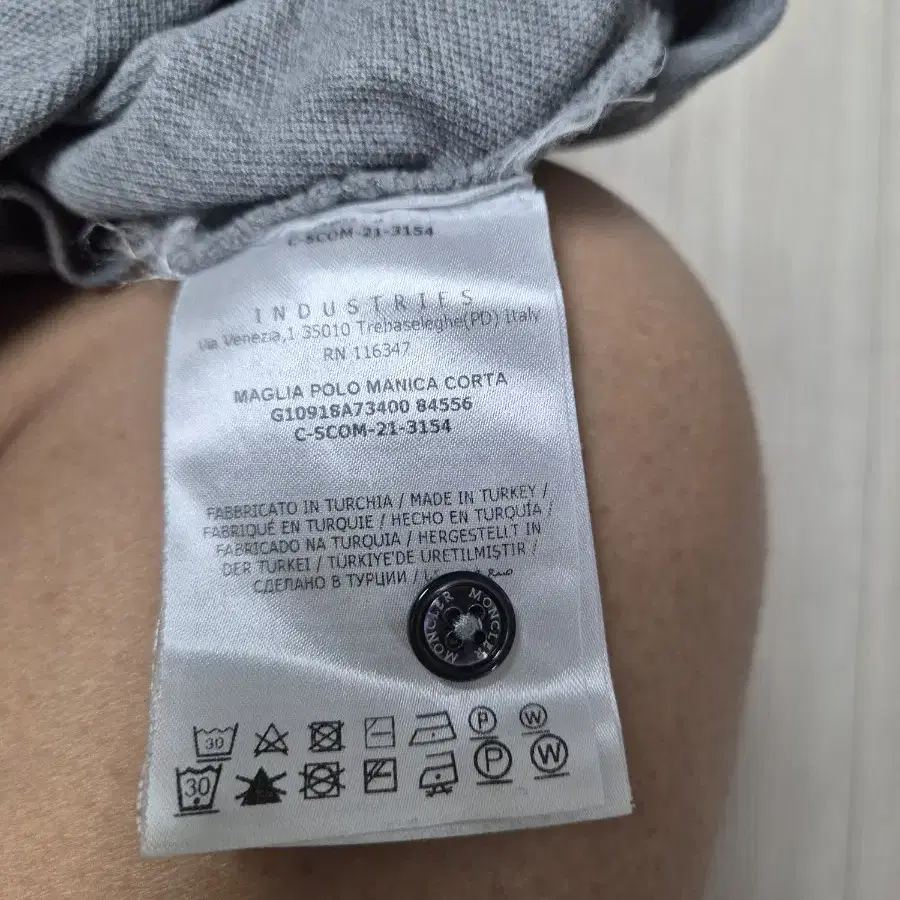 C-SCOM-21-3154
INDUSTRIES
Via Venezia,1 35010 Trebaseleghe(PD) Italy
RN 116347
MAGLIA POLO MANICA CORTA
G10918A73400 84556
C-SCOM-21-3154
FABBRICATO IN TURCHIA / MADE IN TURKEY /
FABRIQUÉ EN TURQUIE / HECHO EN TURQUÍA /
FABRICADO NA TURQUIA / HERGESTELLT IN
DER TURKEI / TÜRKIYE'DE URETILMIŞTIR /
СДЕЛАНО В ТУРЦИИ /
MONCLER MONCLER
30 P W
30 P W